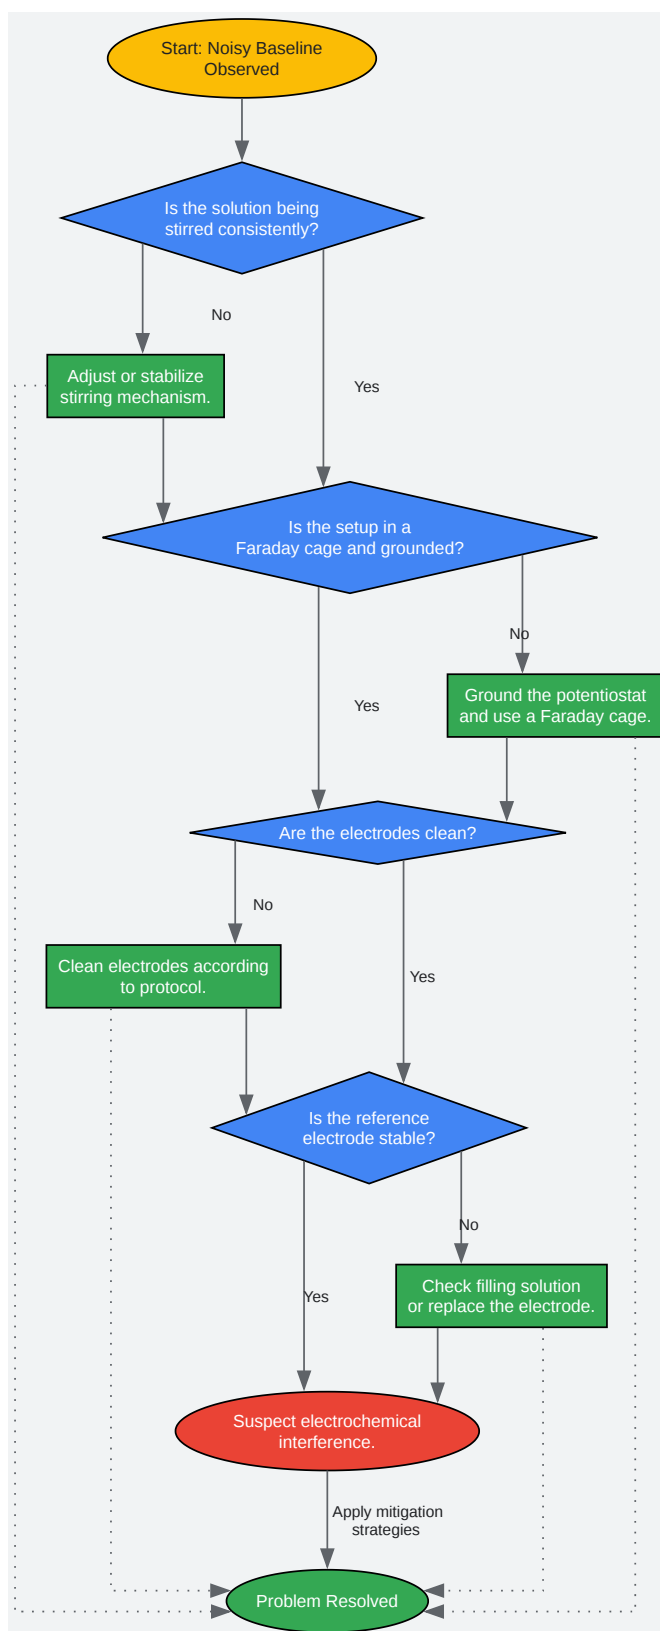 Start: Noisy Baseline
Observed
Is the solution being
stirred consistently?
No
Adjust or stabilize
stirring mechanism.
Yes
Is the setup in a
Faraday cage and grounded?
No
Ground the potentiostat
and use a Faraday cage.
Yes
Are the electrodes clean?
No
Clean electrodes according
to protocol.
Yes
Is the reference
electrode stable?
No
Check filling solution
or replace the electrode.
Yes
Suspect electrochemical
interference.
Apply mitigation
strategies
Problem Resolved